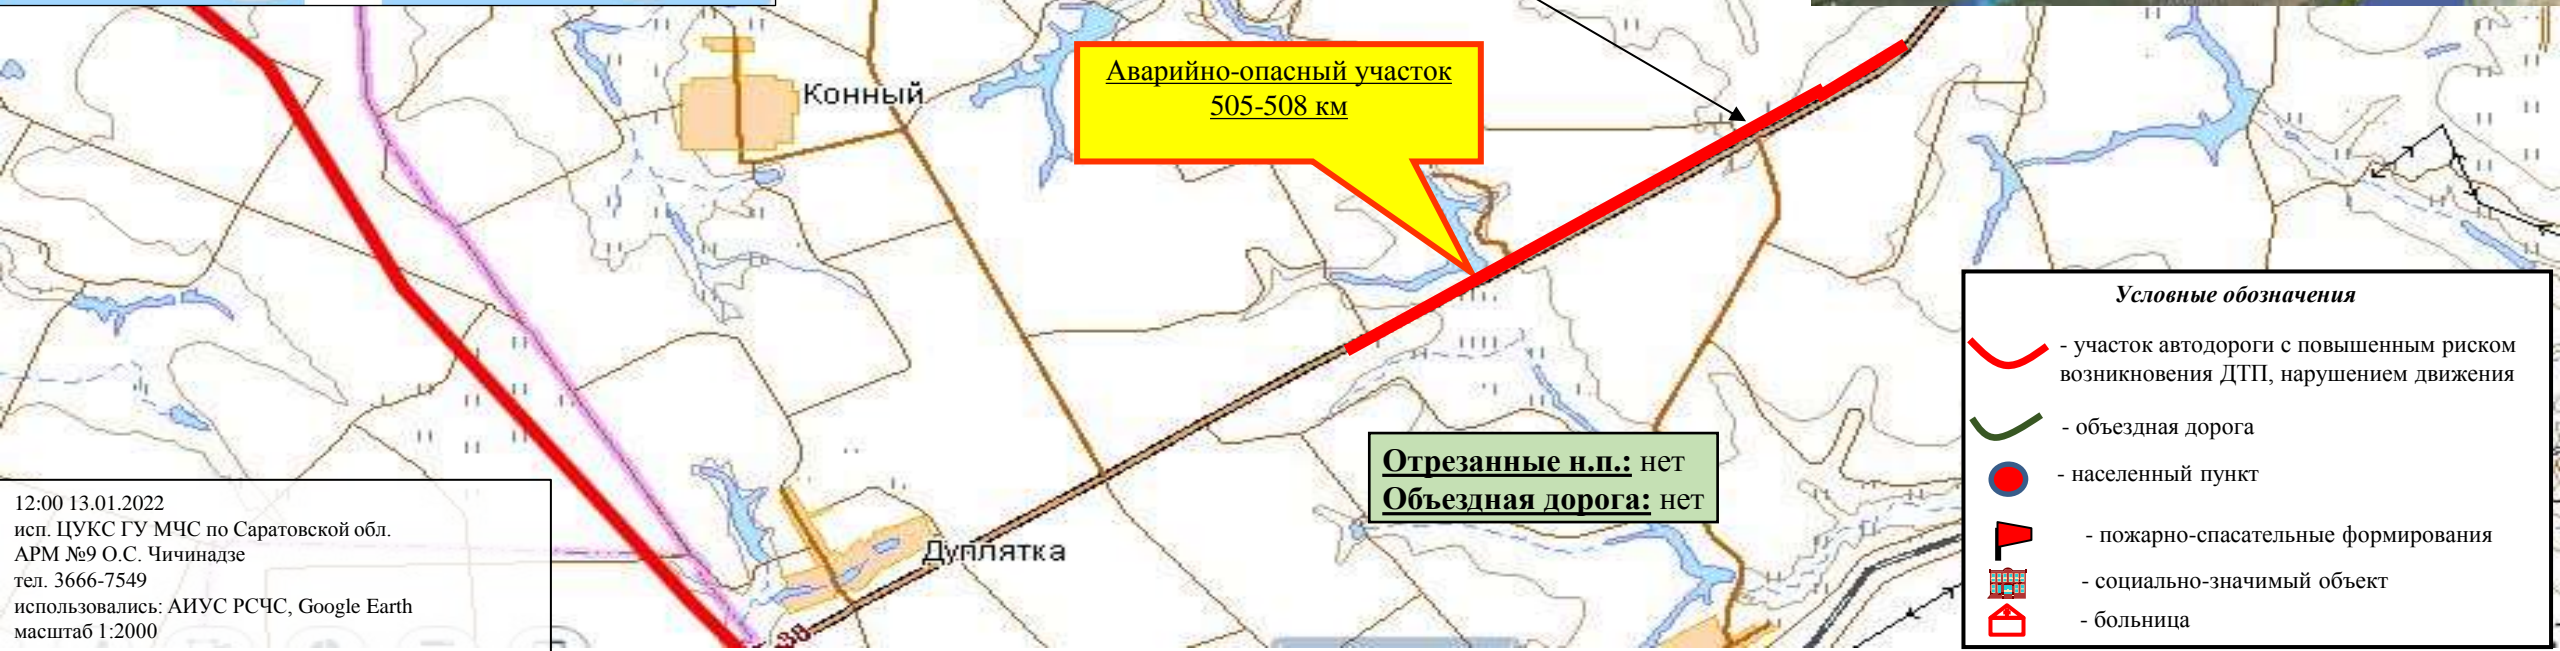 Конный
Аварийно-опасный участок
505-508 км
Дуплятка
38
Отрезанные н.п.: нет
Объездная дорога: нет
12:00 13.01.2022
исп. ЦУКС ГУ МЧС по Саратовской обл.
АРМ №9 О.С. Чичинадзе
тел. 3666-7549
использовались: АИУС РСЧС, Google Earth
масштаб 1:2000
Условные обозначения
- участок автодороги с повышенным риском
возникновения ДТП, нарушением движения
- объездная дорога
- населенный пункт
- пожарно-спасательные формирования
- социально-значимый объект
- больница